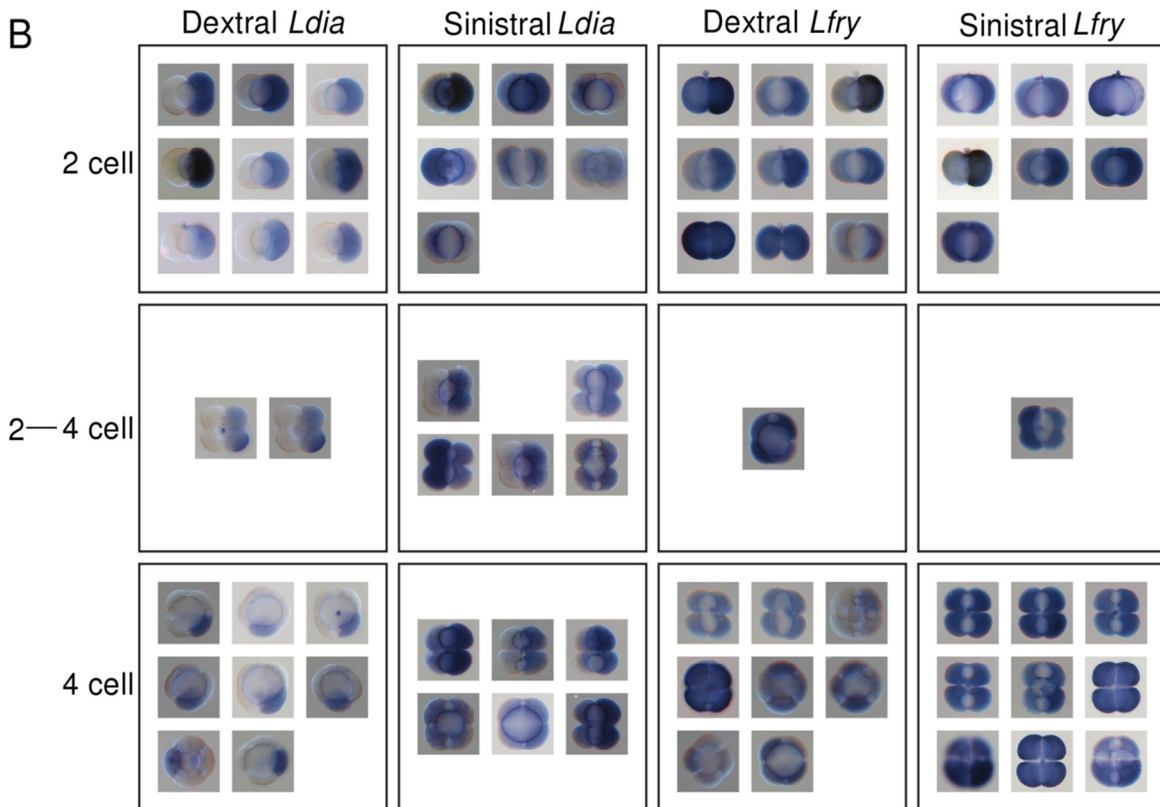 B
Dextral Ldia Sinistral Ldia Dextral Lfry Sinistral Lfry
2 cell
2—4 cell
4 cell